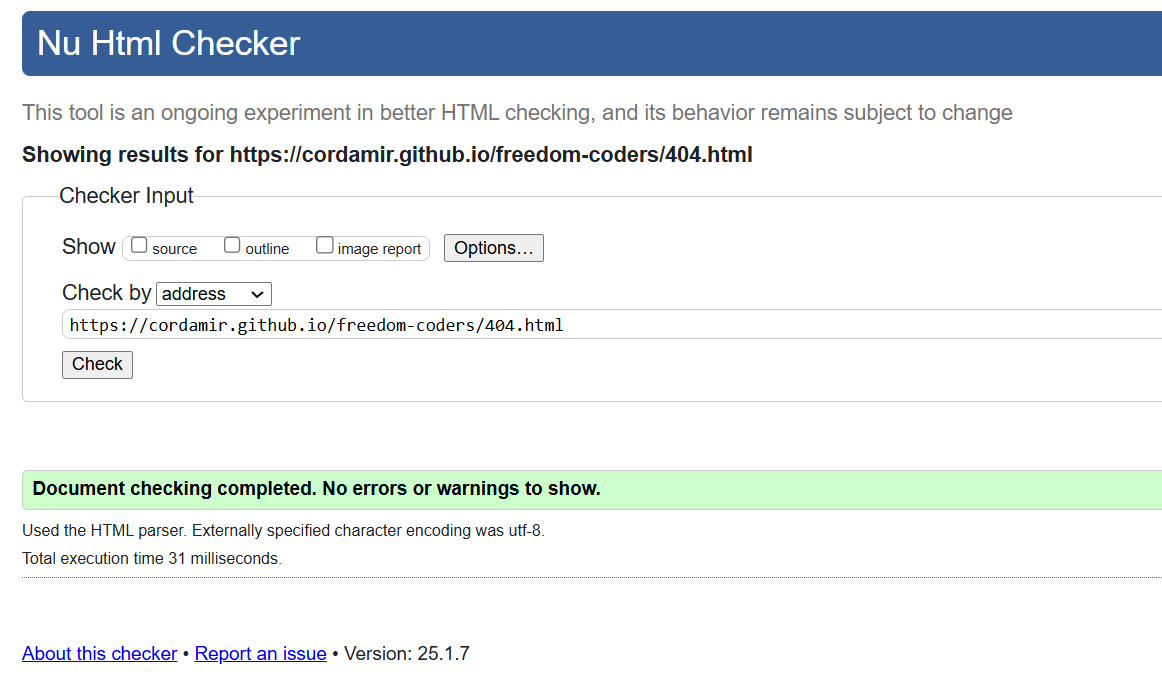 Nu Html Checker
This tool is an ongoing experiment in better HTML checking, and its behavior remains subject to change
Showing results for https://cordamir.github.io/freedom-coders/404.html
Checker Input
Show source outline image report Options...
Check by address
https://cordamir.github.io/freedom-coders/404.html
Check
Document checking completed. No errors or warnings to show.
Used the HTML parser. Externally specified character encoding was utf-8.
Total execution time 31 milliseconds.
About this checker • Report an issue • Version: 25.1.7